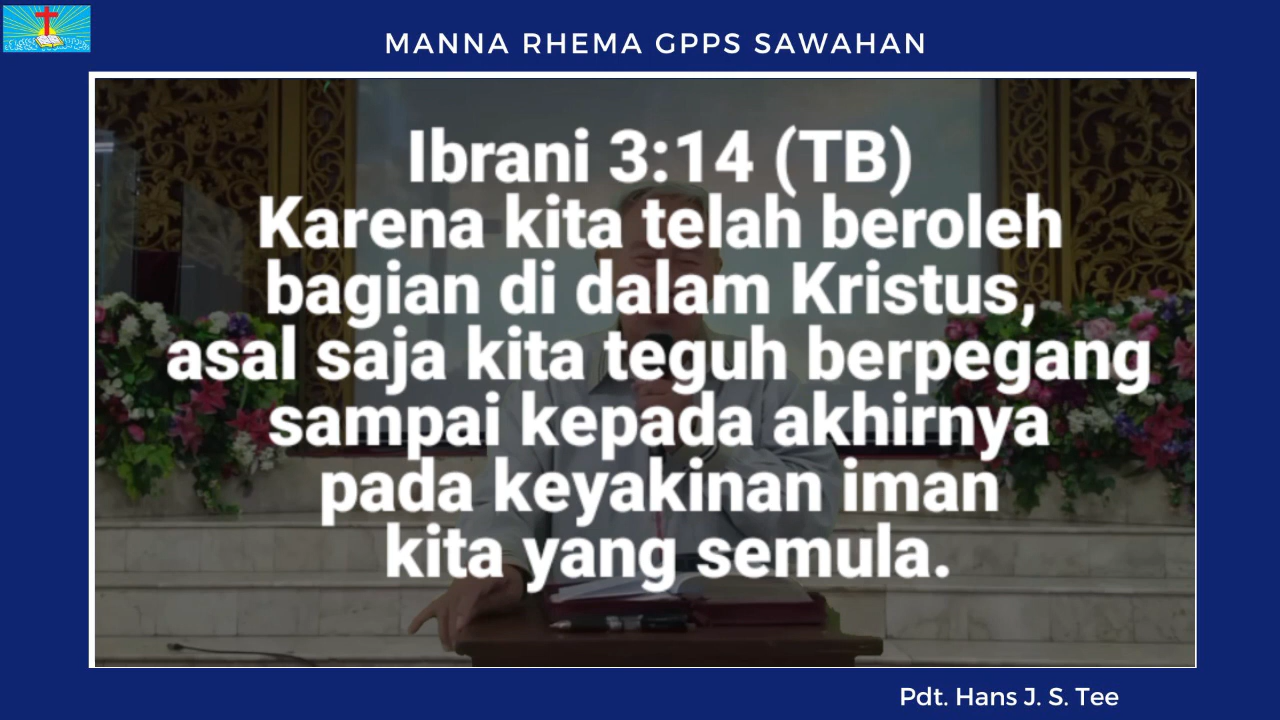 MANNA RHEMA GPPS SAWAHAN
Ibrani 3:14 (TB)
Karena kita telah beroleh
bagian di dalam Kristus,
asal saja kita teguh berpegang
sampai kepada akhirnya
pada keyakinan iman
kita yang semula.
Pdt. Hans J. S. Tee